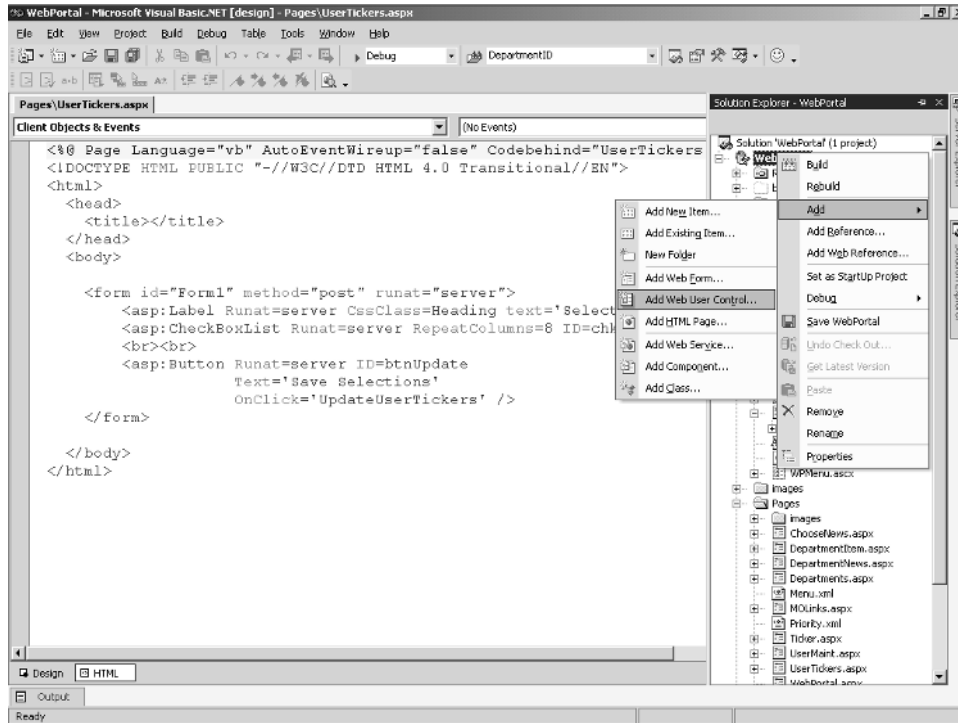 WebPortal - Microsoft Visual Basic.NET [design] - Pages\UserTickers.aspx
File Edit View Project Build Debug Table Tools Window Help
Debug DepartmentID
Pages\UserTickers.aspx
Client Objects & Events (No Events)
<%@ Page Language="vb" AutoEventWireup="false" Codebehind="UserTickers
<!DOCTYPE HTML PUBLIC "-//W3C//DTD HTML 4.0 Transitional//EN">
<html>
<head>
<title></title>
</head>
<body>
<form id="Form1" method="post" runat="server">
<asp:Label Runat=server CssClass=Heading text='Select
<asp:CheckBoxList Runat=server RepeatColumns=8 ID=chk
<br><br>
<asp:Button Runat=server ID=btnUpdate
Text='Save Selections'
OnClick='UpdateUserTickers' />
</form>
</body>
</html>
Design HTML
Output
Ready
Add New Item...
Add Existing Item...
New Folder
Add Web Form...
Add Web User Control...
Add HTML Page...
Add Web Service...
Add Component...
Add Class...
Solution Explorer - WebPortal
Solution 'WebPortal' (1 project)
Web
Build
Rebuild
Add
Add Reference...
Add Web Reference...
Set as StartUp Project
Debug
Save WebPortal
Undo Check Out...
Get Latest Version
Paste
Remove
Rename
Properties
WPMenu.ascx
images
Pages
images
ChooseNews.aspx
DepartmentItem.aspx
DepartmentNews.aspx
Departments.aspx
Menu.xml
MOLinks.aspx
Priority.xml
Ticker.aspx
UserMaint.aspx
UserTickers.aspx
WebPortal.aspx